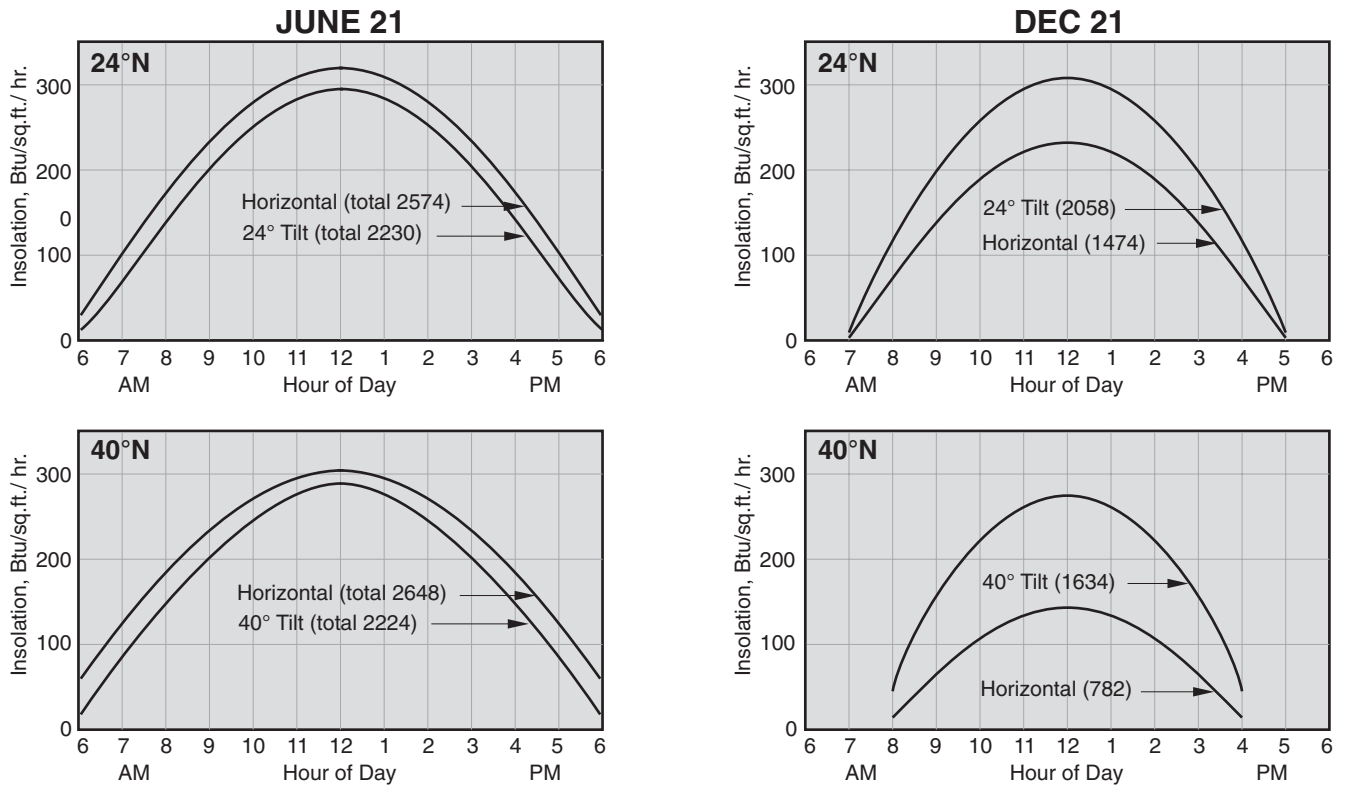 JUNE 21
24°N
Insolation, Btu/sq.ft./ hr.
300
200
0
100
0
Horizontal (total 2574)
24° Tilt (total 2230)
6 7 8 9 10 11 12 1 2 3 4 5 6
AM Hour of Day PM
DEC 21
24°N
Insolation, Btu/sq.ft./ hr.
300
200
100
0
24° Tilt (2058)
Horizontal (1474)
6 7 8 9 10 11 12 1 2 3 4 5 6
AM Hour of Day PM
40°N
Insolation, Btu/sq.ft./ hr.
300
200
100
0
Horizontal (total 2648)
40° Tilt (total 2224)
6 7 8 9 10 11 12 1 2 3 4 5 6
AM Hour of Day PM
40°N
Insolation, Btu/sq.ft./ hr.
300
200
100
0
40° Tilt (1634)
Horizontal (782)
6 7 8 9 10 11 12 1 2 3 4 5 6
AM Hour of Day PM